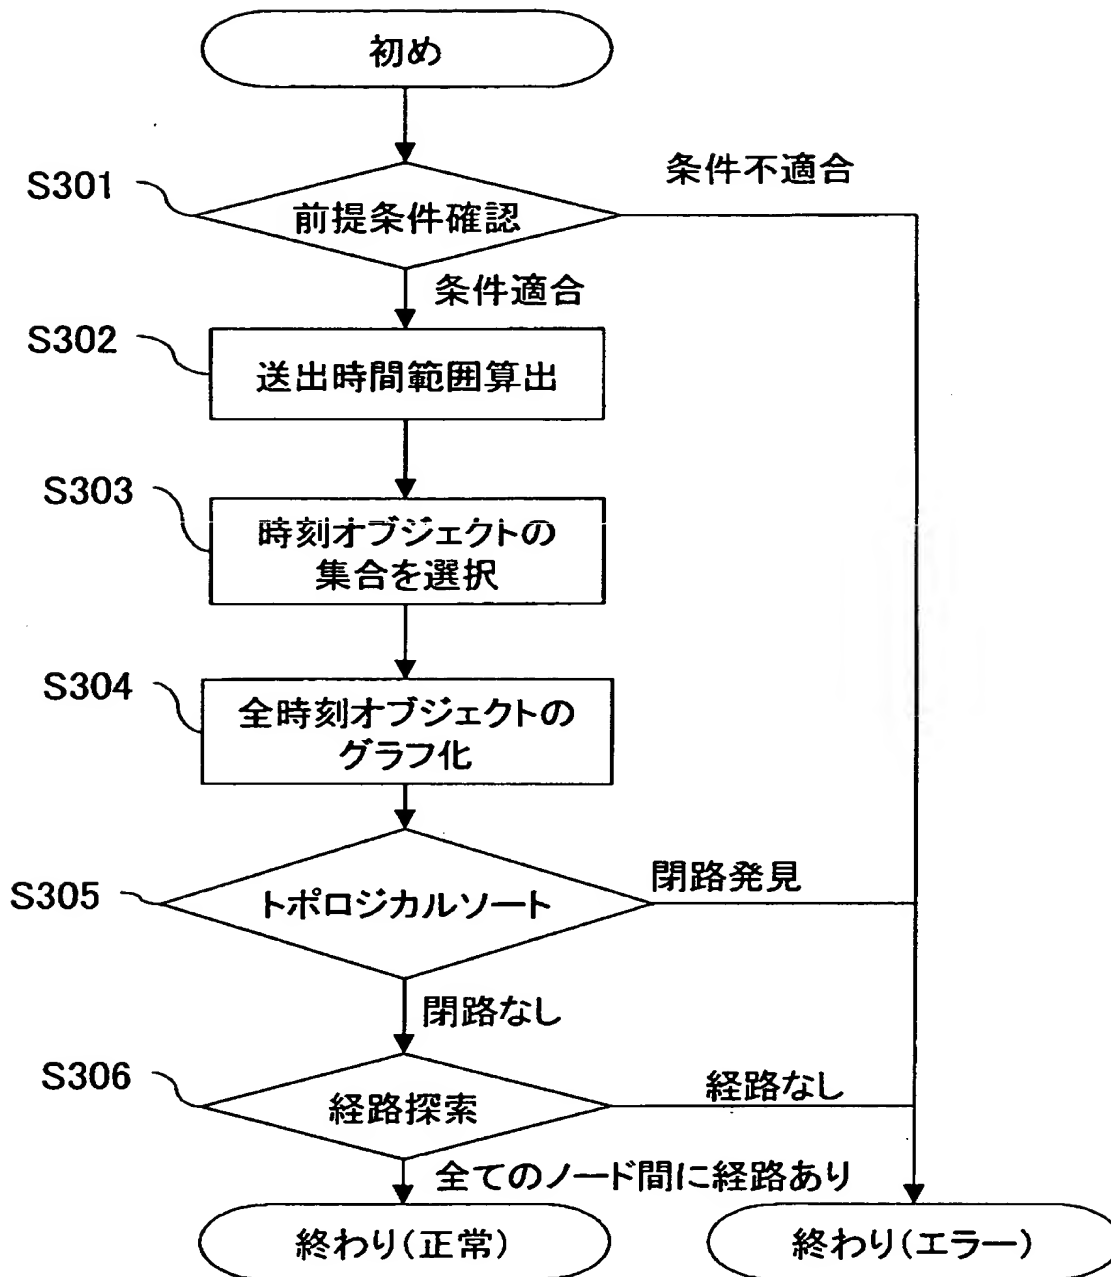 初め
条件不適合
S301
前提条件確認
条件適合
S302
送出時間範囲算出
S303
時刻オブジェクトの
集合を選択
S304
全時刻オブジェクトの
グラフ化
S305
トポロジカルソート
閉路発見
閉路なし
S306
経路探索
経路なし
全てのノード間に経路あり
終わり(正常)
終わり(エラー)